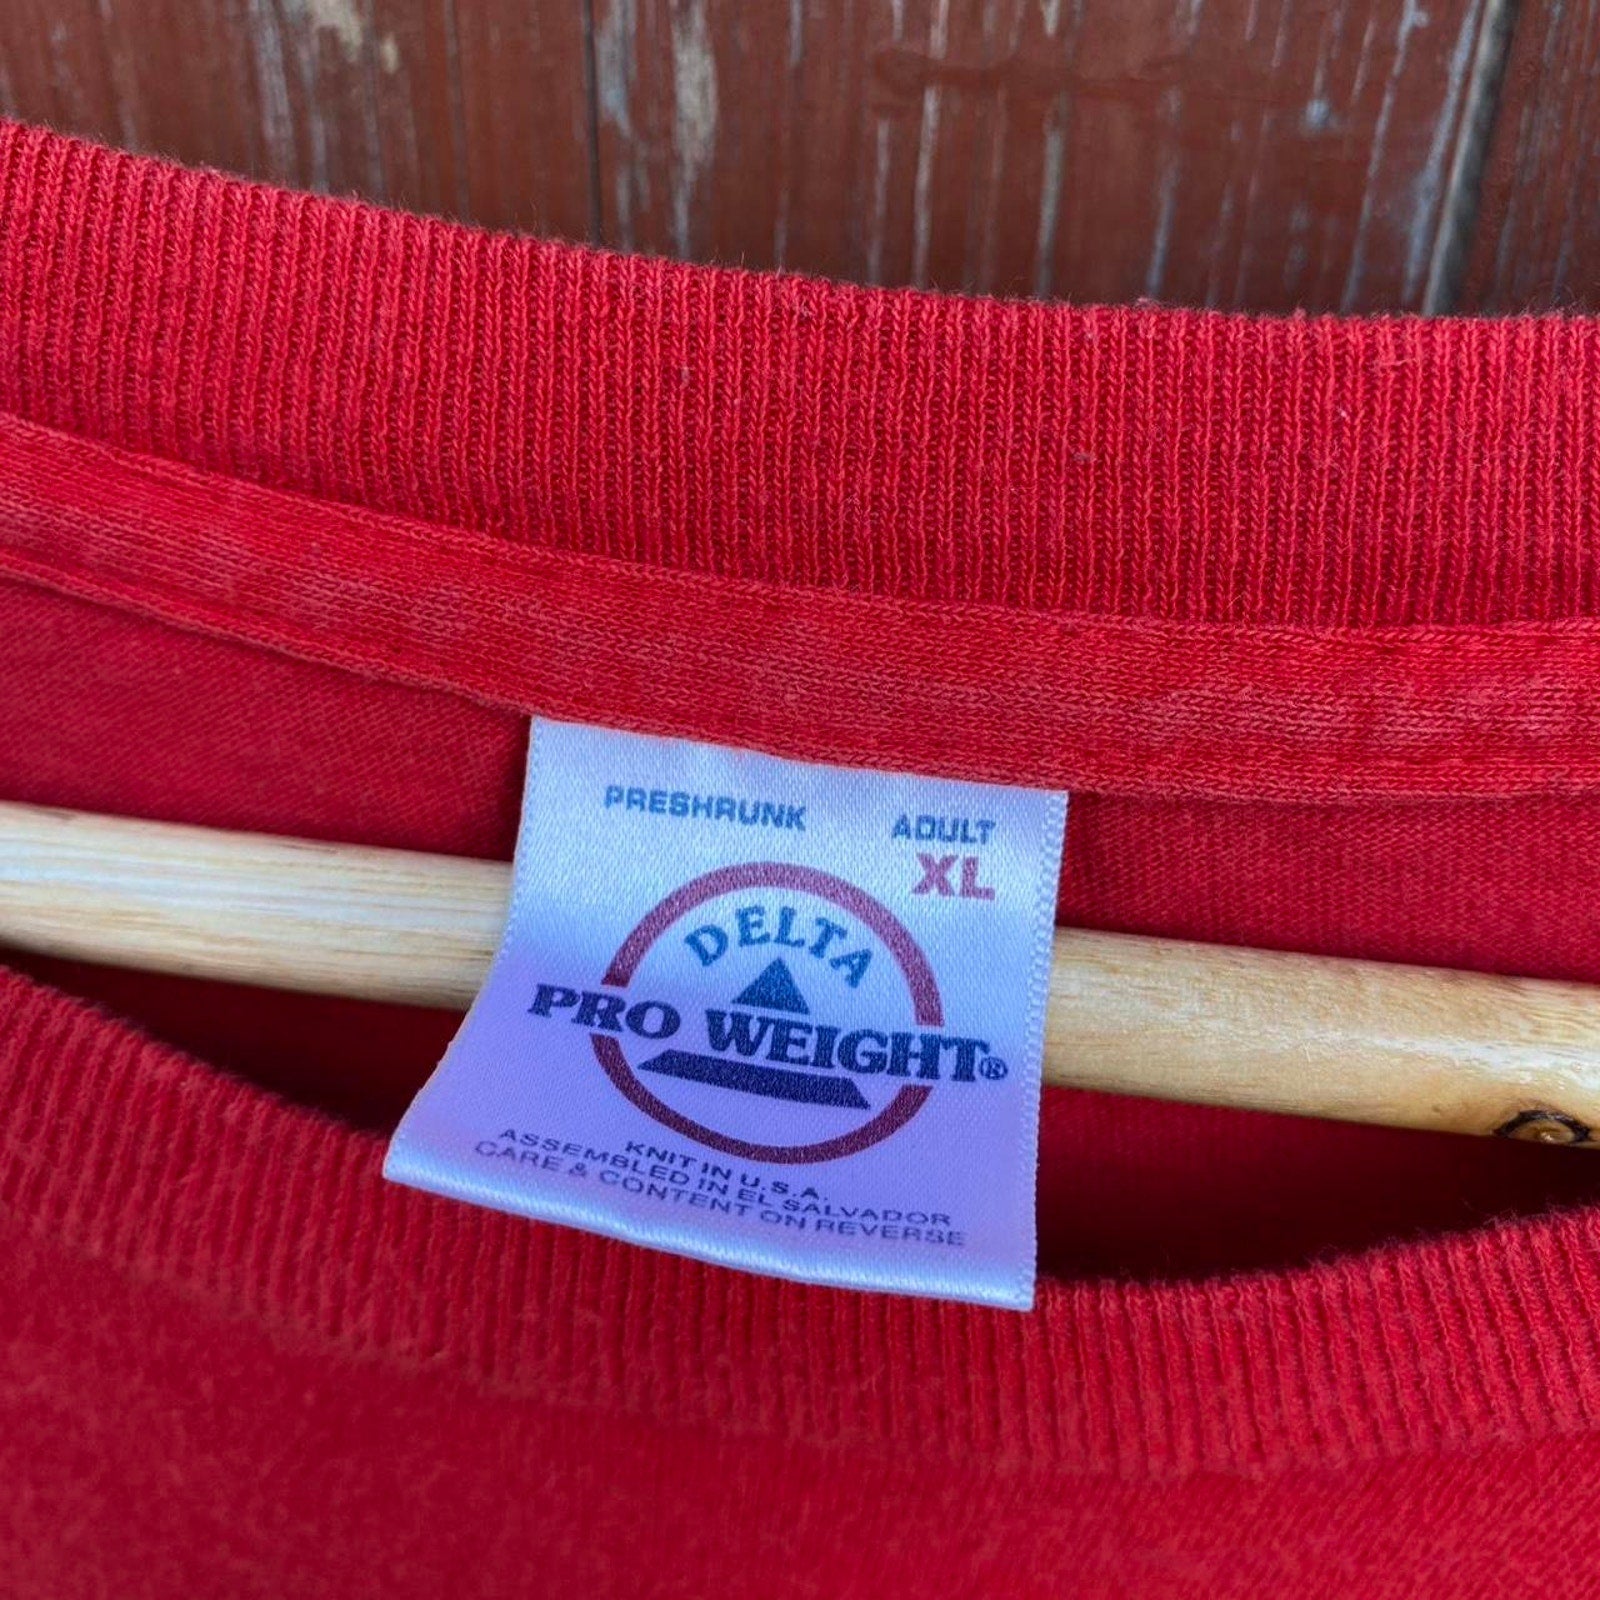 PRESHRUNK
ADULT
XL
DELTA
PRO WEIGHT®
KNIT IN U.S.A.
ASSEMBLED IN EL SALVADOR
CARE & CONTENT ON REVERSE